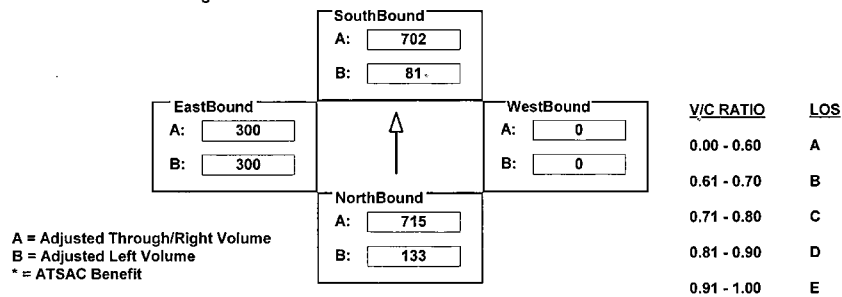 SouthBound
A: 702
B: 81
EastBound
A: 300
B: 300
WestBound
A: 0
B: 0
NorthBound
A: 715
B: 133
A = Adjusted Through/Right Volume
B = Adjusted Left Volume
* = ATSAC Benefit
V/C RATIO LOS
0.00 - 0.60 A
0.61 - 0.70 B
0.71 - 0.80 C
0.81 - 0.90 D
0.91 - 1.00 E